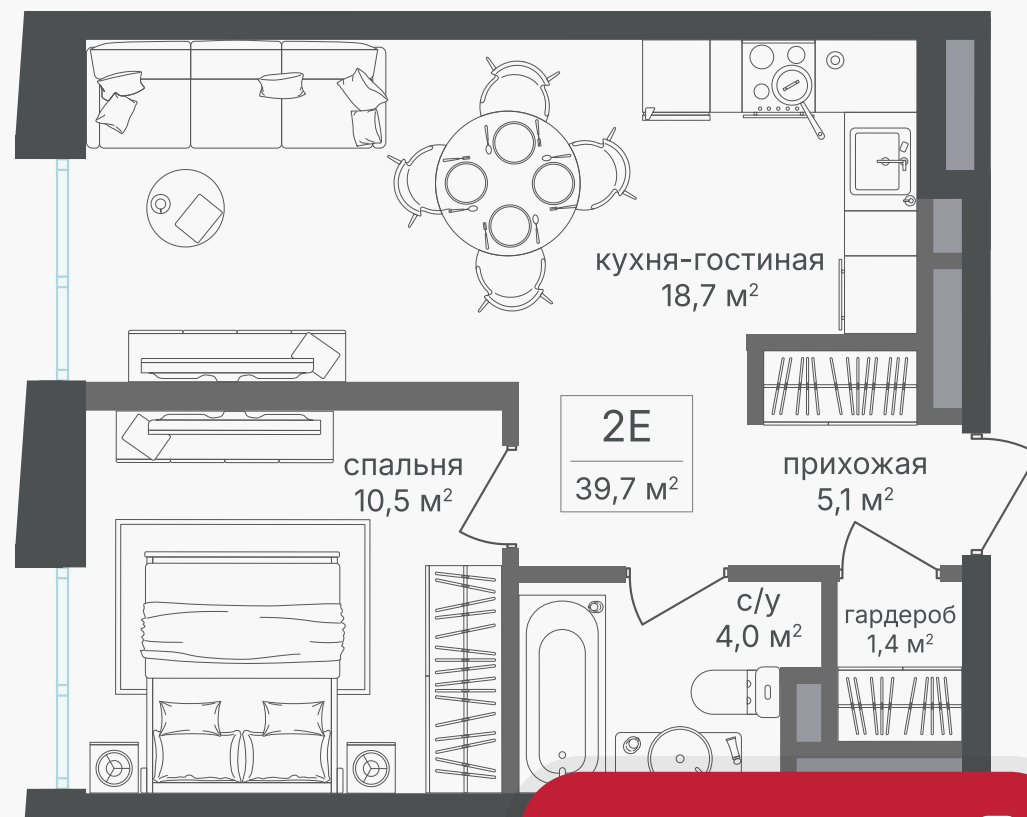 кухня-гостиная
18,7 м²
2Е
39,7 м²
спальня
10,5 м²
прихожая
5,1 м²
с/у
4,0 м²
гардероб
1,4 м²